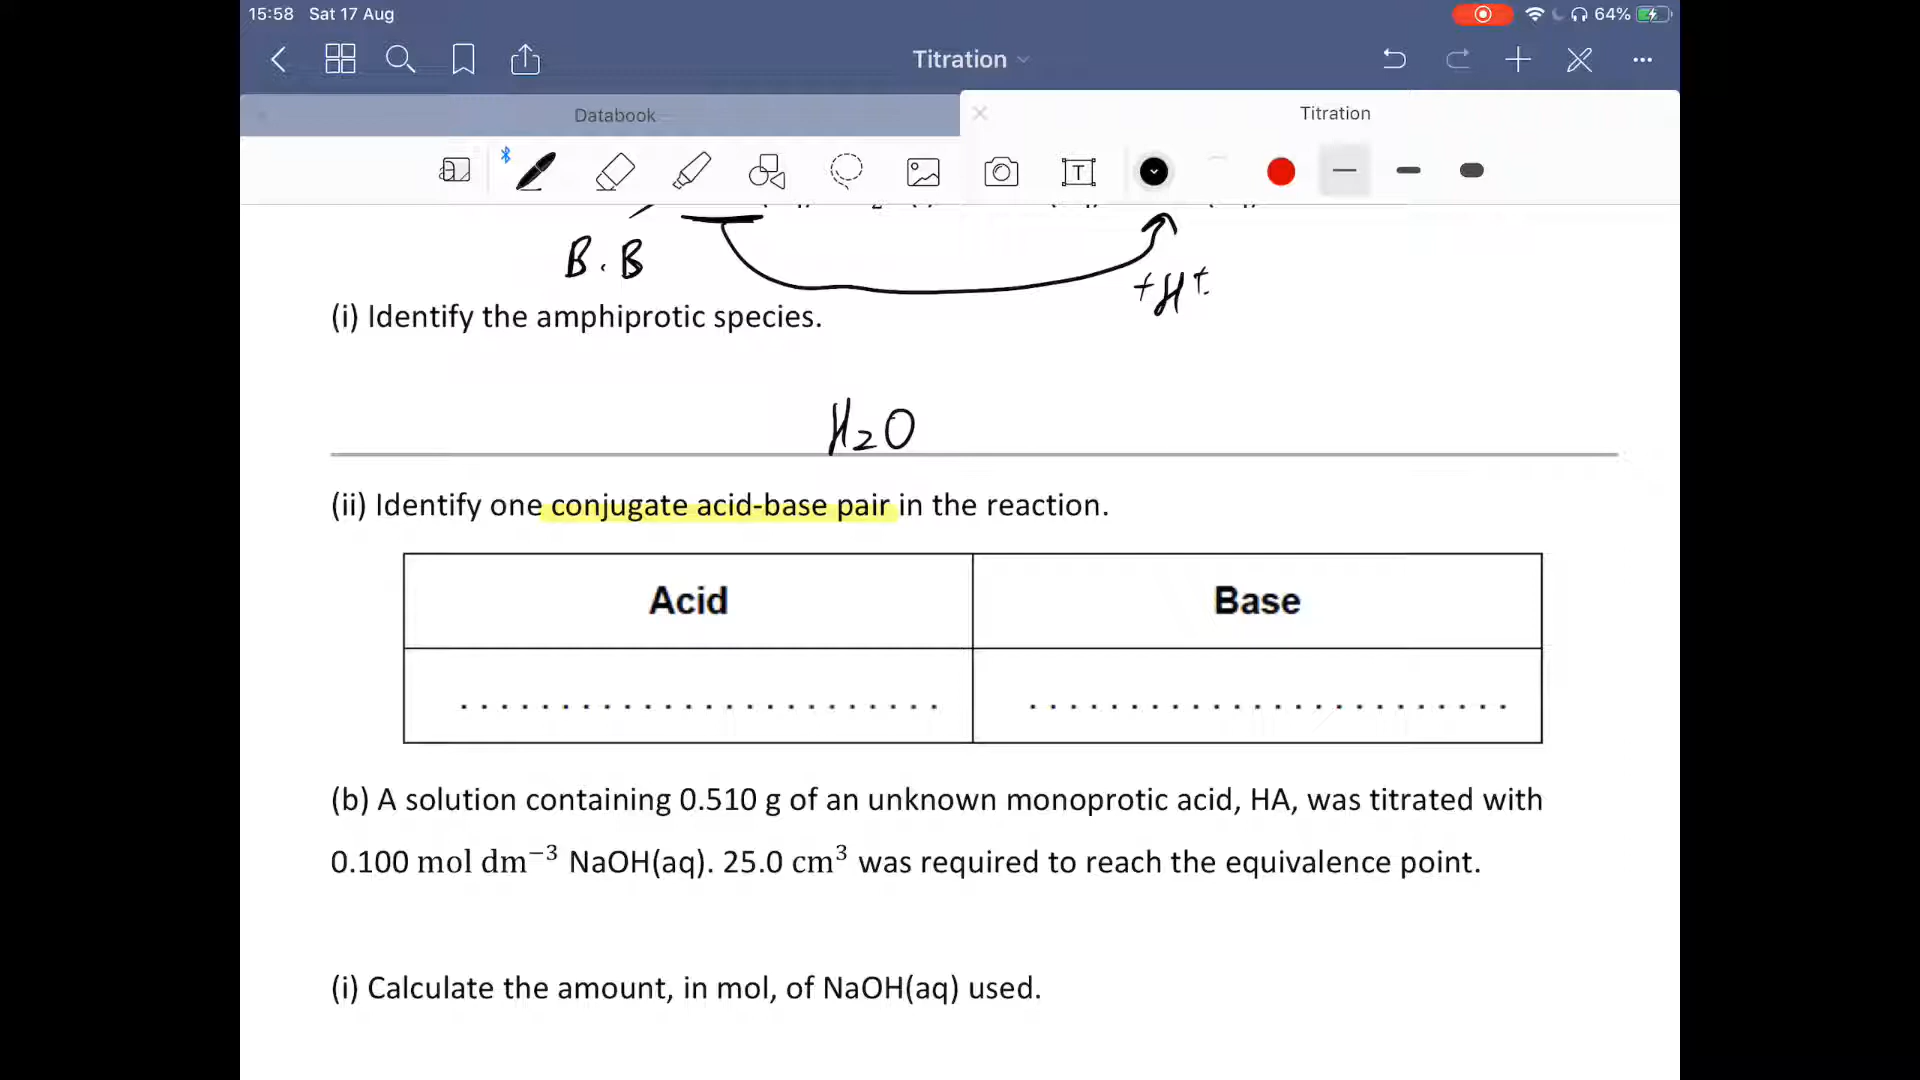 15:58 Sat 17 Aug
64%
Titration
Databook
Titration
T
B.B
+H⁺
(i) Identify the amphiprotic species.
H₂O
(ii) Identify one conjugate acid-base pair in the reaction.
Acid Base
........................ ........................
(b) A solution containing 0.510 g of an unknown monoprotic acid, HA, was titrated with
0.100 mol dm⁻³ NaOH(aq). 25.0 cm³ was required to reach the equivalence point.
(i) Calculate the amount, in mol, of NaOH(aq) used.